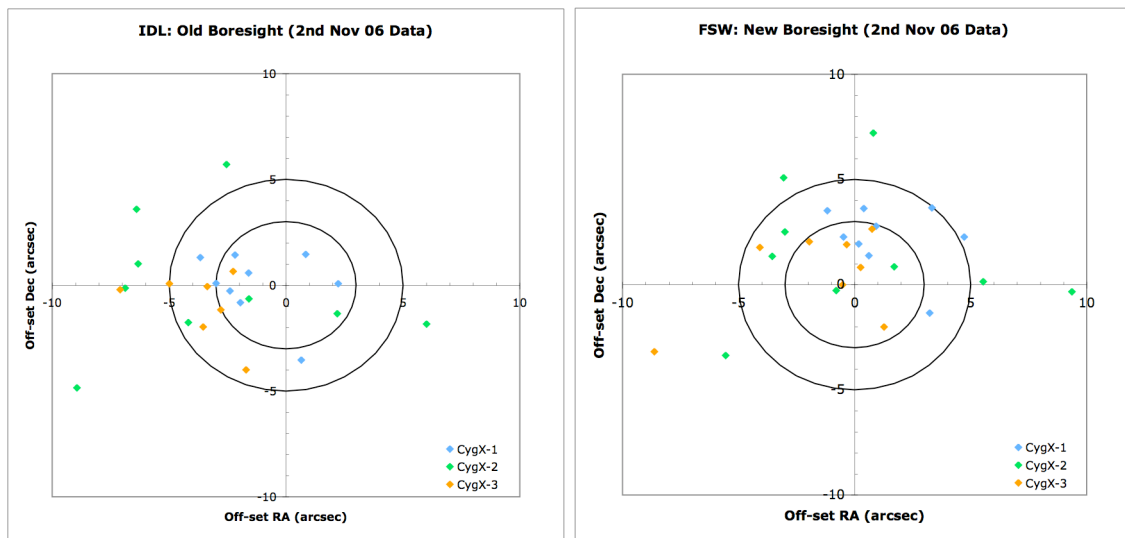 IDL: Old Boresight (2nd Nov 06 Data)
10
5
-10
-5
0
5
10
0
-5
-10
Off-set Dec (arcsec)
Off-set RA (arcsec)
CygX-1
CygX-2
CygX-3
FSW: New Boresight (2nd Nov 06 Data)
10
5
-10
-5
0
5
10
0
-5
-10
Off-set Dec (arcsec)
Off-set RA (arcsec)
CygX-1
CygX-2
CygX-3